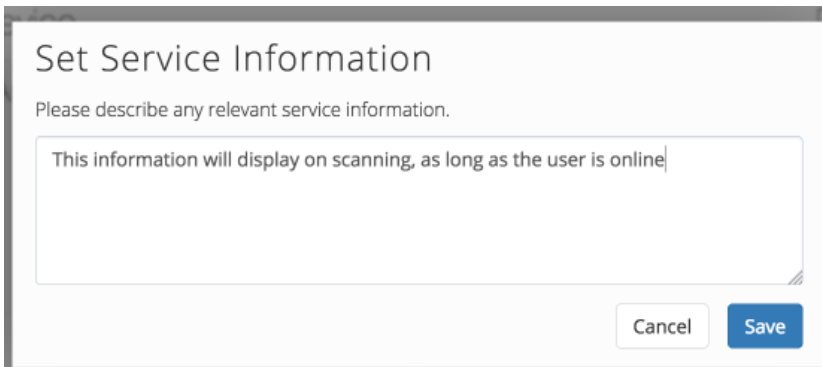 Set Service Information
Please describe any relevant service information.
This information will display on scanning, as long as the user is online
Cancel
Save